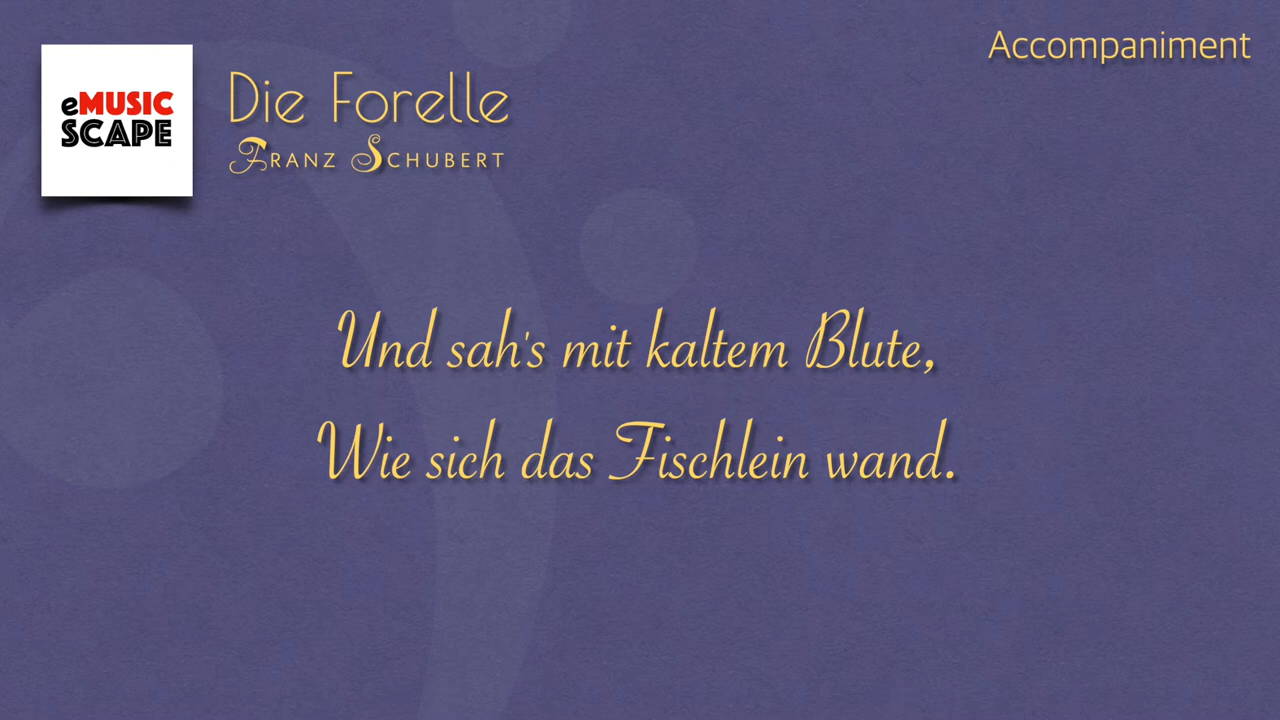 eMUSIC
SCAPE
Die Forelle
Franz Schubert
Accompaniment
Und sah's mit kaltem Blute,
Wie sich das Fischlein wand.